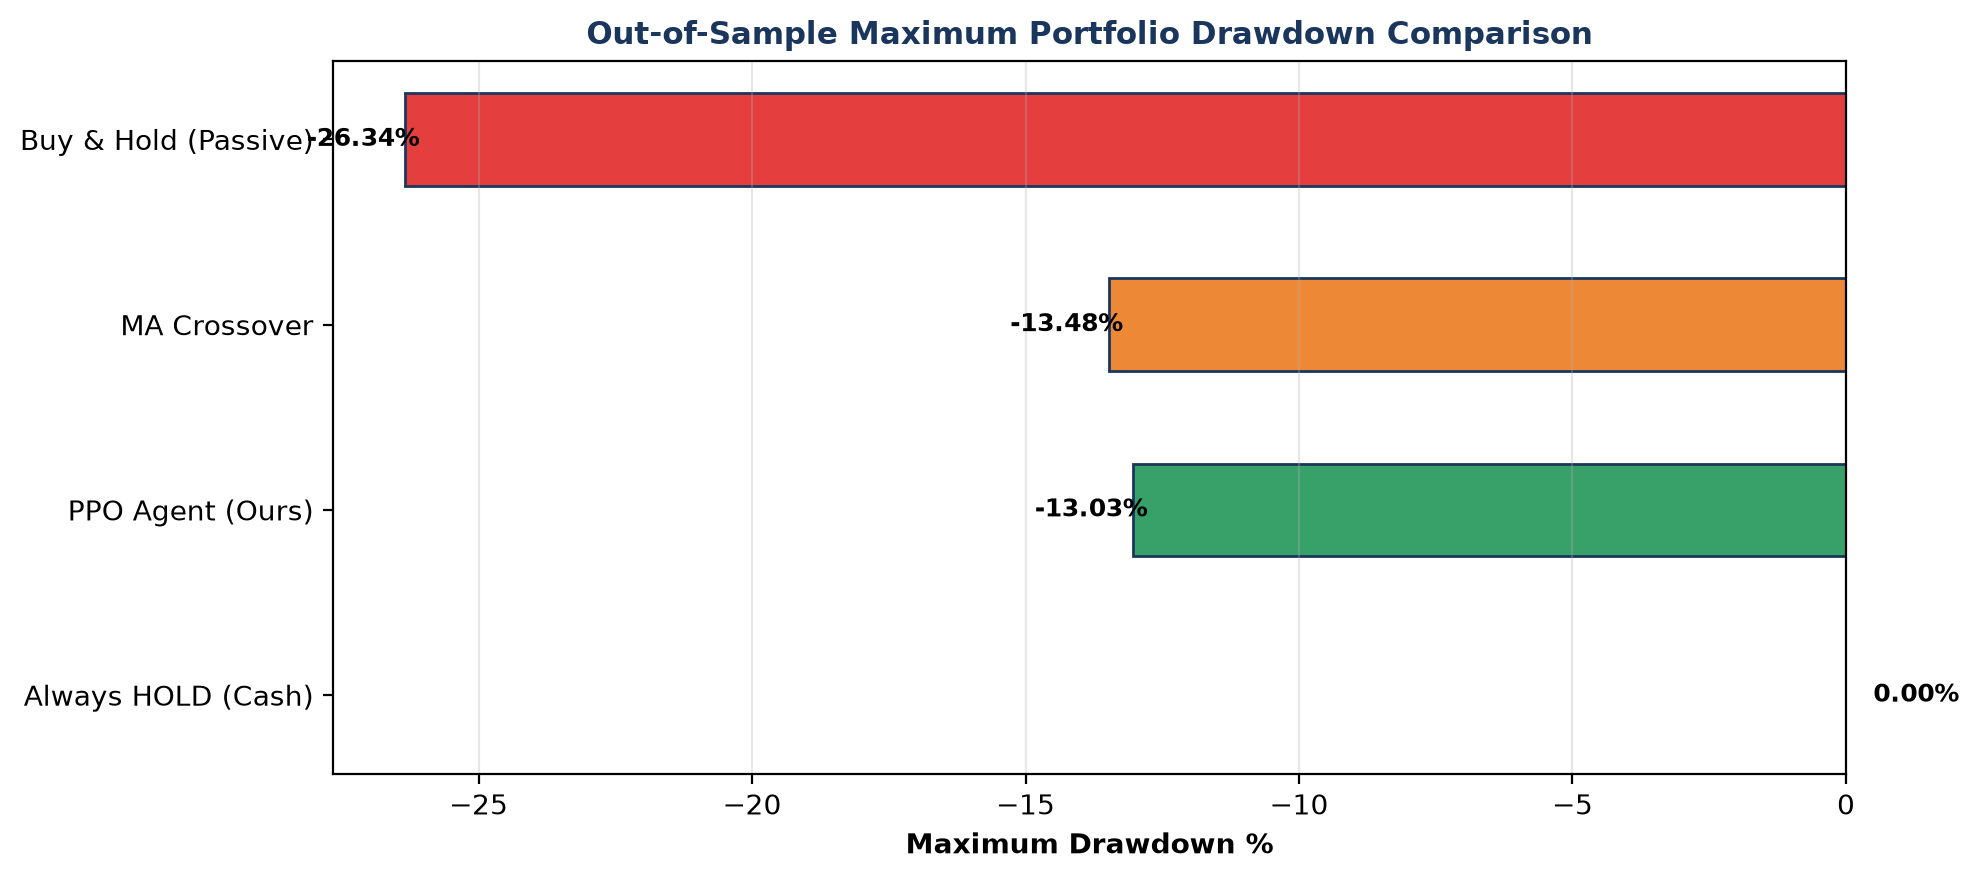 Out-of-Sample Maximum Portfolio Drawdown Comparison
Buy & Hold (Passive) -26.34%
MA Crossover -13.48%
PPO Agent (Ours) -13.03%
Always HOLD (Cash) 0.00%
−25 −20 −15 −10 −5 0
Maximum Drawdown %